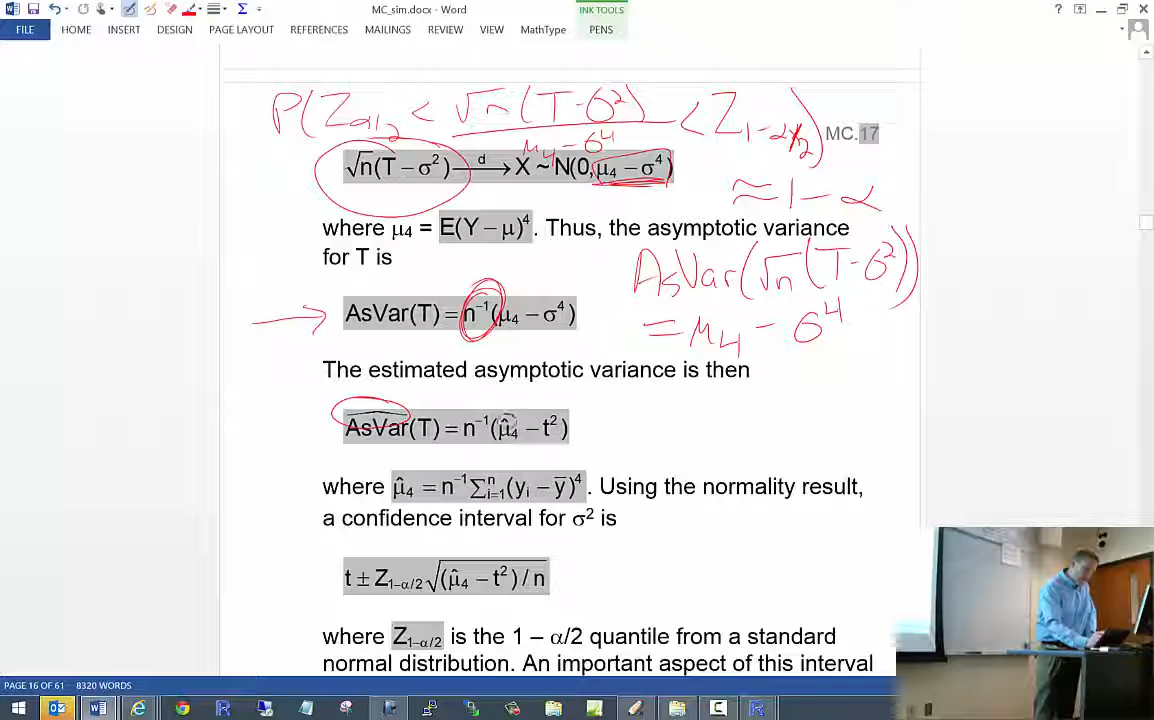 MC_sim.docx - Word
INK TOOLS
FILE HOME INSERT DESIGN PAGE LAYOUT REFERENCES MAILINGS REVIEW VIEW MathType PENS
P(Z_{α/2} < √n(T-σ²) / μ₄-σ⁴ < Z_{1-α/2})
MC.17
√n(T − σ²) —d→ X ~ N(0, μ₄ − σ⁴)
≈ 1 - α
where μ₄ = E(Y − μ)⁴. Thus, the asymptotic variance
for T is
AsVar(√n(T-σ²))
AsVar(T) = n⁻¹(μ₄ − σ⁴)
= μ₄ - σ⁴
The estimated asymptotic variance is then
A͡sVar(T) = n⁻¹(μ̂₄ − t²)
where μ̂₄ = n⁻¹∑ⁿᵢ₌₁(yᵢ − ȳ)⁴. Using the normality result,
a confidence interval for σ² is
t ± Z_{1−α/2}√(μ̂₄ − t²) / n
where Z_{1−α/2} is the 1 – α/2 quantile from a standard
normal distribution. An important aspect of this interval
PAGE 16 OF 61 8320 WORDS